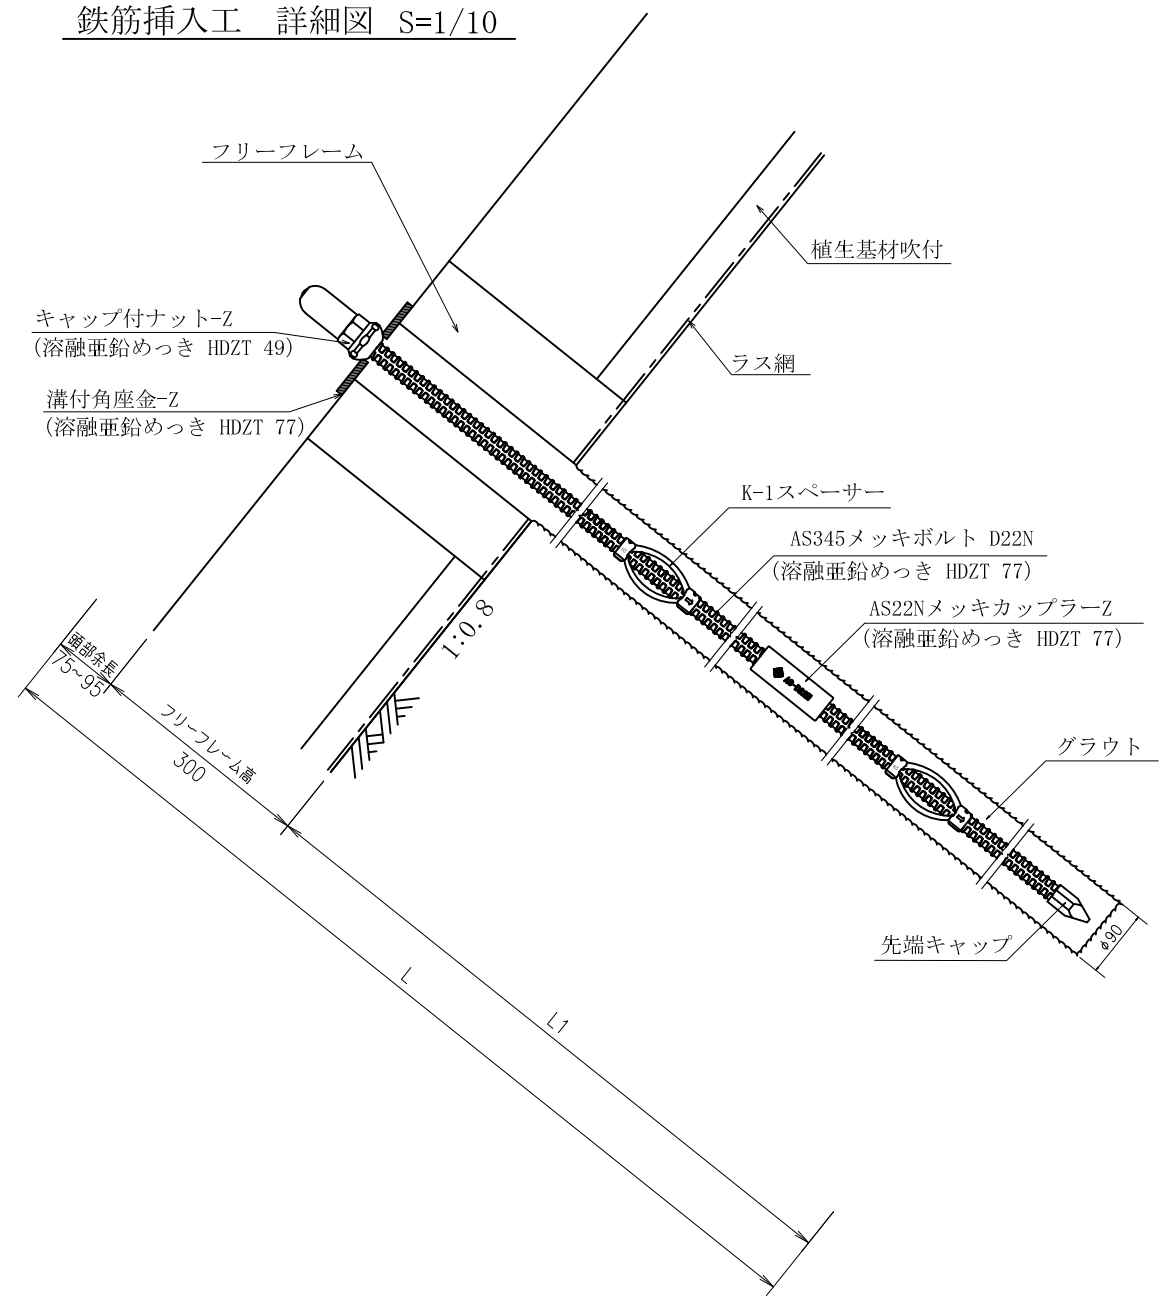 鉄筋挿入工　詳細図　S=1/10
フリーフレーム
植生基材吹付
キャップ付ナット-Z
(溶融亜鉛めっき HDZT 49)
ラス網
溝付角座金-Z
(溶融亜鉛めっき HDZT 77)
K-1スペーサー
AS345メッキボルト D22N
(溶融亜鉛めっき HDZT 77)
AS22NメッキカップラーZ
(溶融亜鉛めっき HDZT 77)
1:0.8
頭部余長
75~95
フリーフレーム高
300
グラウト
先端キャップ
φ90
L
L1